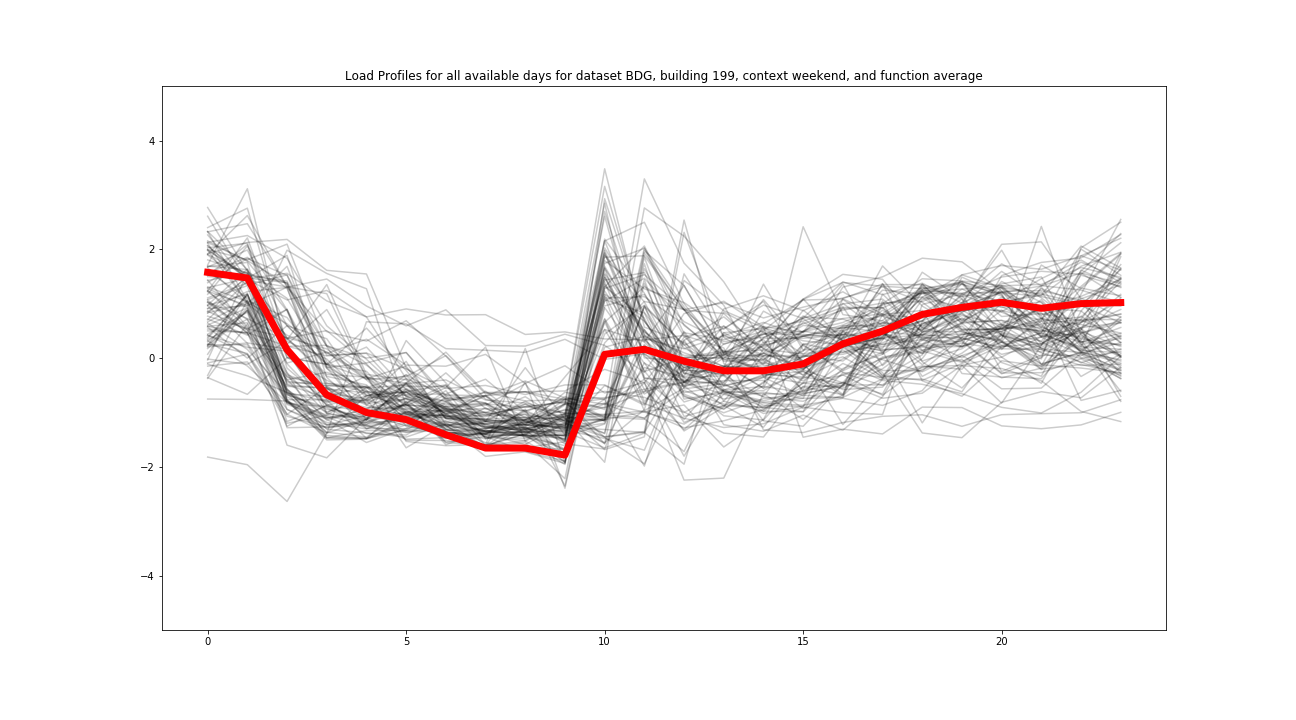 Load Profiles for all available days for dataset BDG, building 199, context weekend, and function average
4
2
0
−2
−4
0 5 10 15 20